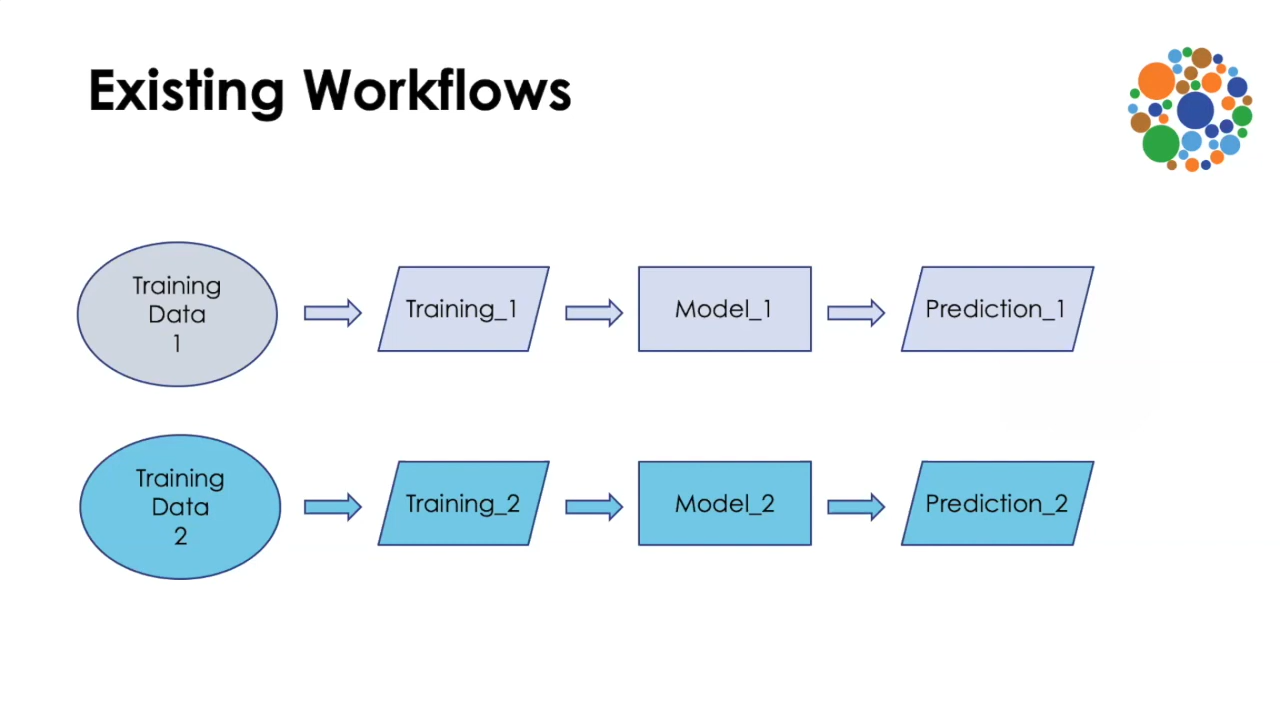 Existing Workflows
Training
Data
1
Training_1
Model_1
Prediction_1
Training
Data
2
Training_2
Model_2
Prediction_2